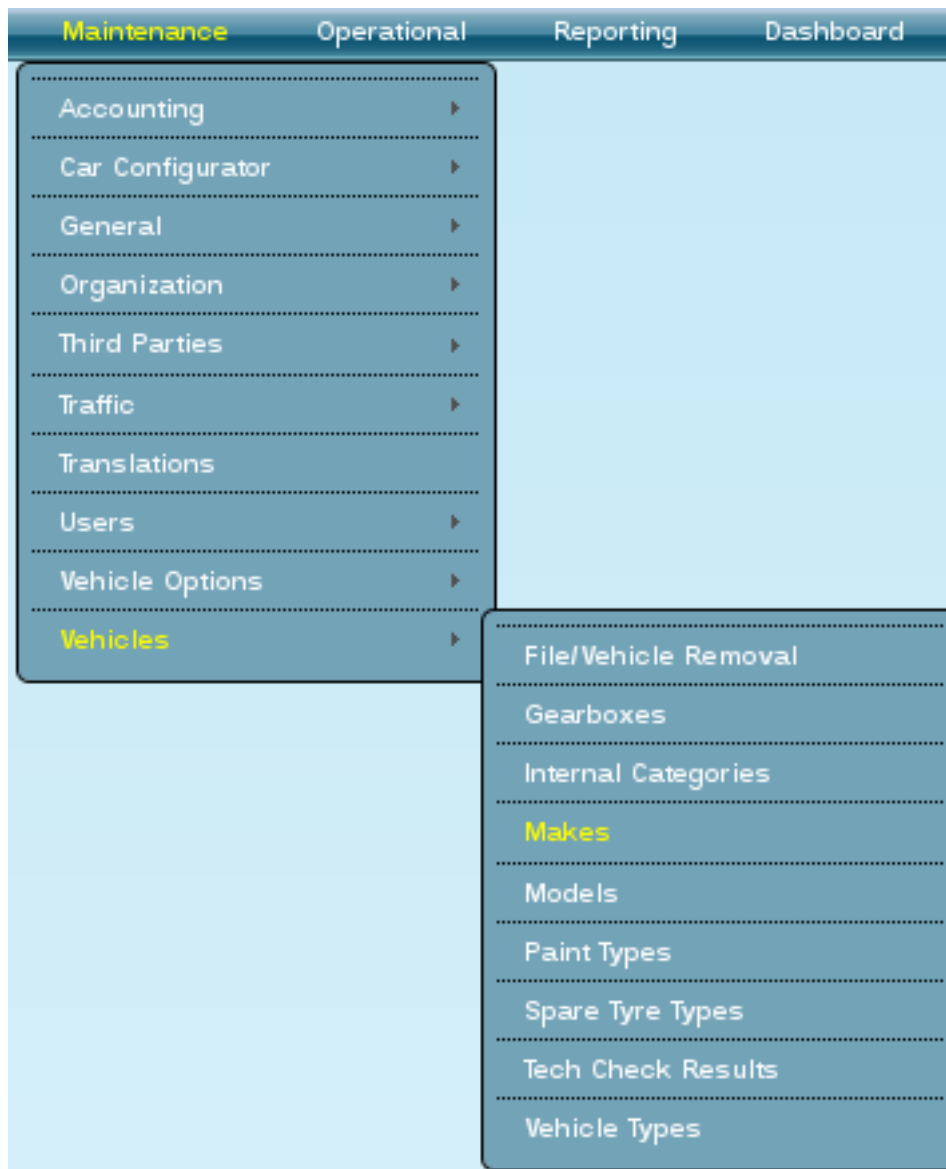 Maintenance Operational Reporting Dashboard
Accounting
Car Configurator
General
Organization
Third Parties
Traffic
Translations
Users
Vehicle Options
Vehicles
File/Vehicle Removal
Gearboxes
Internal Categories
Makes
Models
Paint Types
Spare Tyre Types
Tech Check Results
Vehicle Types